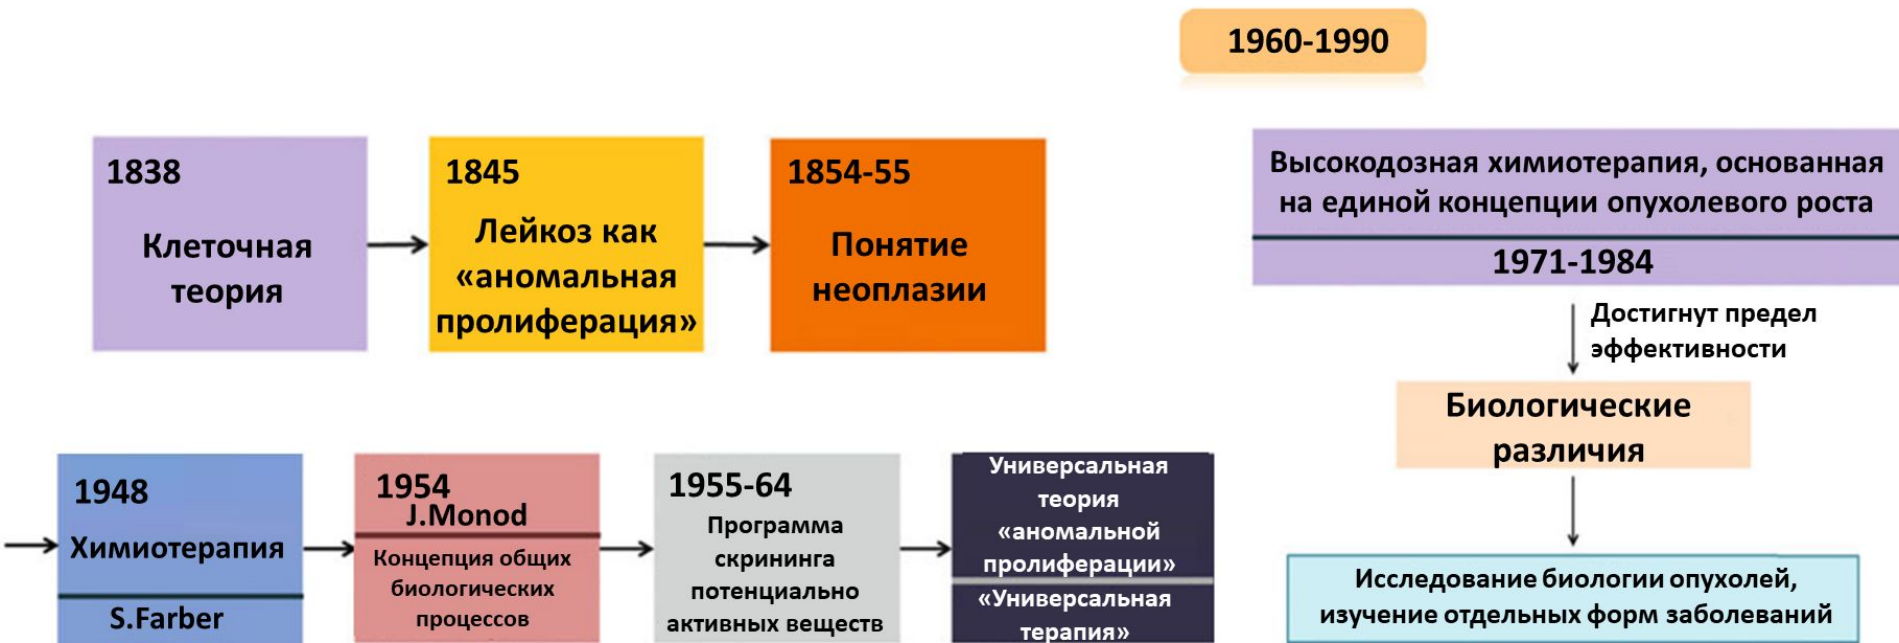 1960-1990
1838
Клеточная
теория
1845
Лейкоз как
«аномальная
пролиферация»
1854-55
Понятие
неоплазии
1948
Химиотерапия
S.Farber
1954
J.Monod
Концепция общих
биологических
процессов
1955-64
Программа
скрининга
потенциально
активных веществ
Универсальная
теория
«аномальной
пролиферации»
«Универсальная
терапия»
Высокодозная химиотерапия, основанная
на единой концепции опухолевого роста
1971-1984
Достигнут предел
эффективности
Биологические
различия
Исследование биологии опухолей,
изучение отдельных форм заболеваний